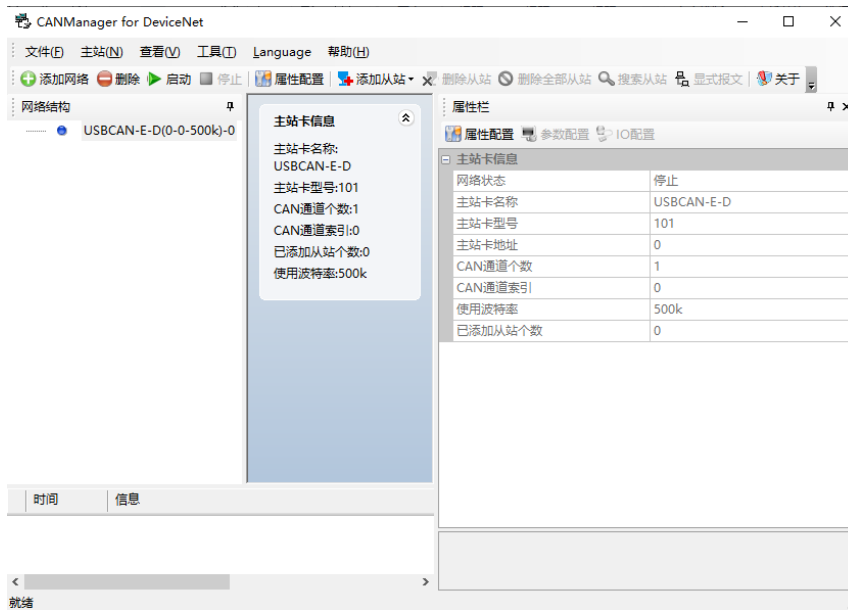 CANManager for DeviceNet
文件(F) 主站(N) 查看(V) 工具(T) Language 帮助(H)
添加网络 删除 启动 停止 属性配置 添加从站 删除从站 删除全部从站 搜索从站 显式报文 关于
网络结构
USBCAN-E-D(0-0-500k)-0
主站卡信息
主站卡名称:
USBCAN-E-D
主站卡型号:101
CAN通道个数:1
CAN通道索引:0
已添加从站个数:0
使用波特率:500k
属性栏
属性配置 参数配置 IO配置
主站卡信息
网络状态 停止
主站卡名称 USBCAN-E-D
主站卡型号 101
主站卡地址 0
CAN通道个数 1
CAN通道索引 0
使用波特率 500k
已添加从站个数 0
时间 信息
就绪